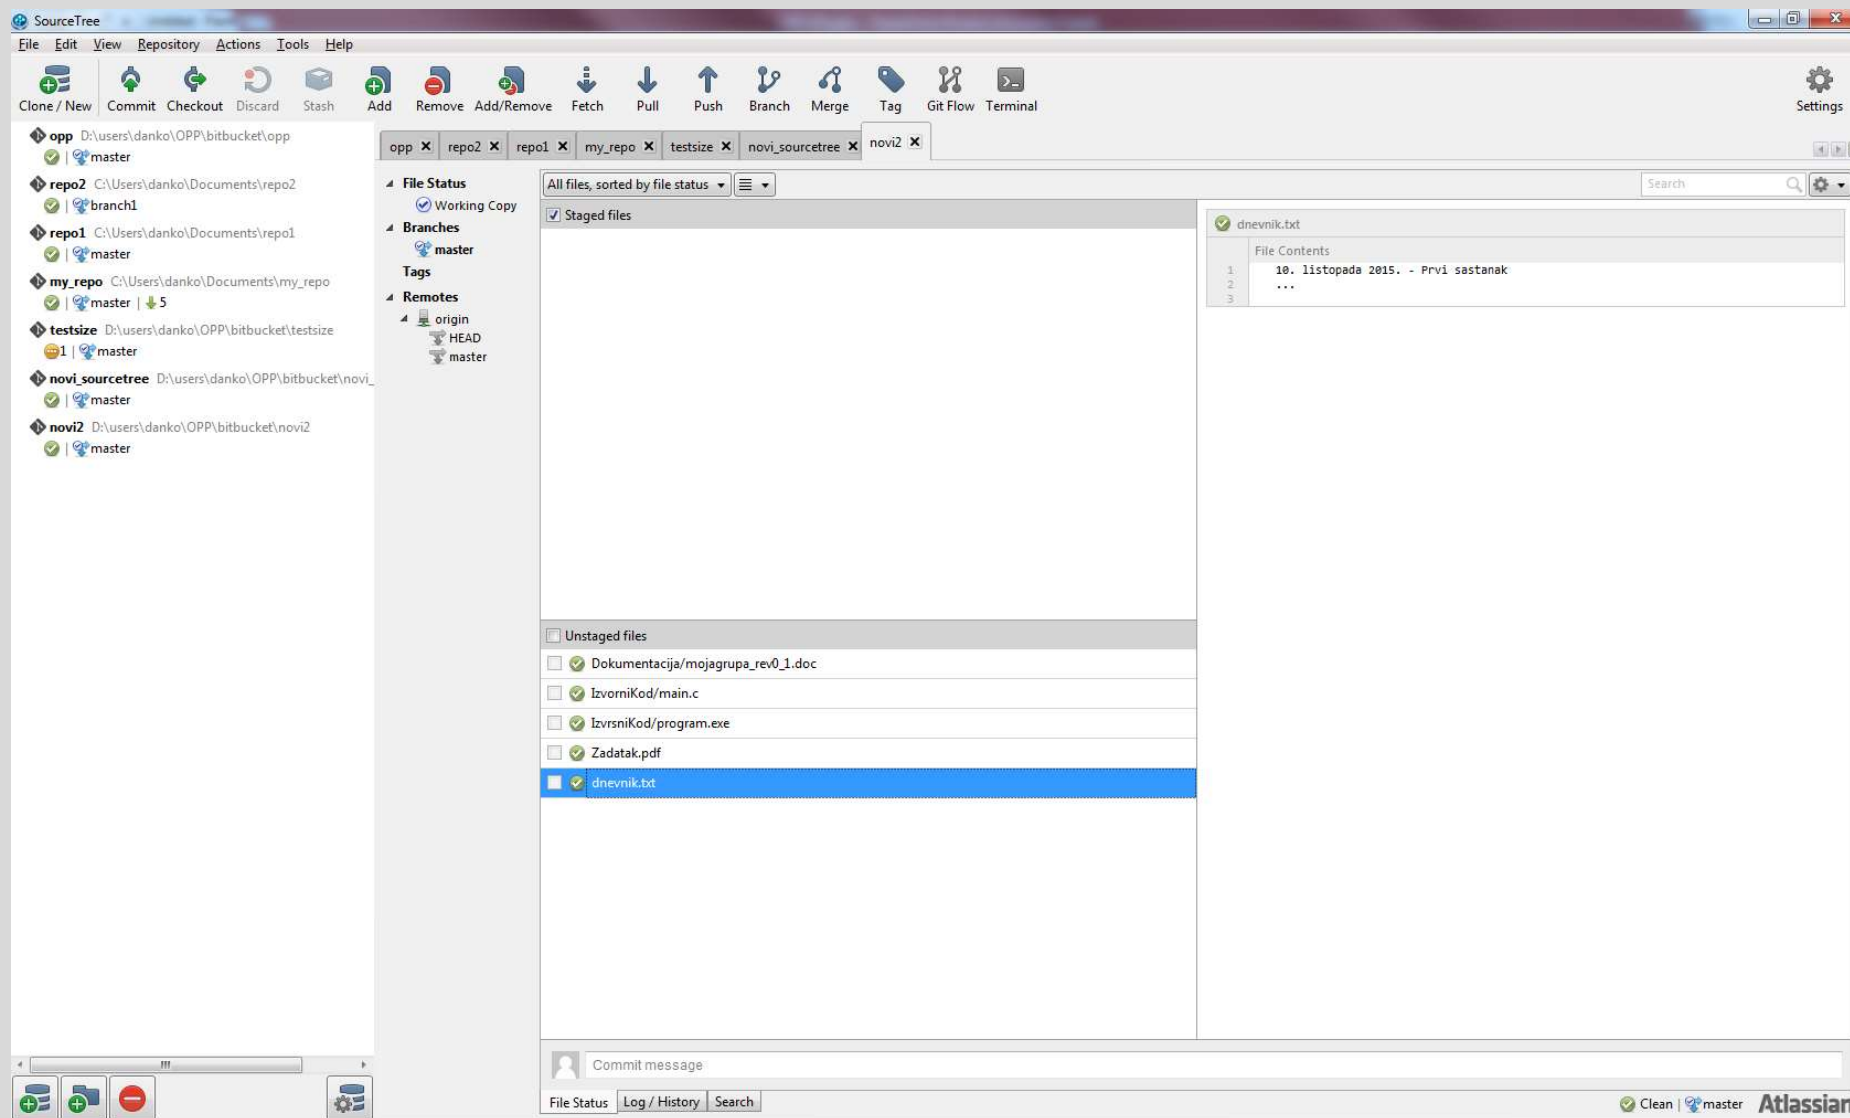 SourceTree
File Edit View Repository Actions Tools Help
Clone / New Commit Checkout Discard Stash Add Remove Add/Remove Fetch Pull Push Branch Merge Tag Git Flow Terminal Settings
opp D:\users\danko\OPP\bitbucket\opp
master
repo2 C:\Users\danko\Documents\repo2
branch1
repo1 C:\Users\danko\Documents\repo1
master
my_repo C:\Users\danko\Documents\my_repo
master | 5
testsize D:\users\danko\OPP\bitbucket\testsize
1 | master
novi_sourcetree D:\users\danko\OPP\bitbucket\novi_
master
novi2 D:\users\danko\OPP\bitbucket\novi2
master
opp repo2 repo1 my_repo testsize novi_sourcetree novi2
File Status
Working Copy
Branches
master
Tags
Remotes
origin
HEAD
master
All files, sorted by file status
Search
Staged files
Unstaged files
Dokumentacija/mojagrupa_rev0_1.doc
IzvorniKod/main.c
IzvrsniKod/program.exe
Zadatak.pdf
dnevnik.txt
dnevnik.txt
File Contents
1 10. listopada 2015. - Prvi sastanak
2 ...
3
Commit message
File Status Log / History Search
Clean | master Atlassian